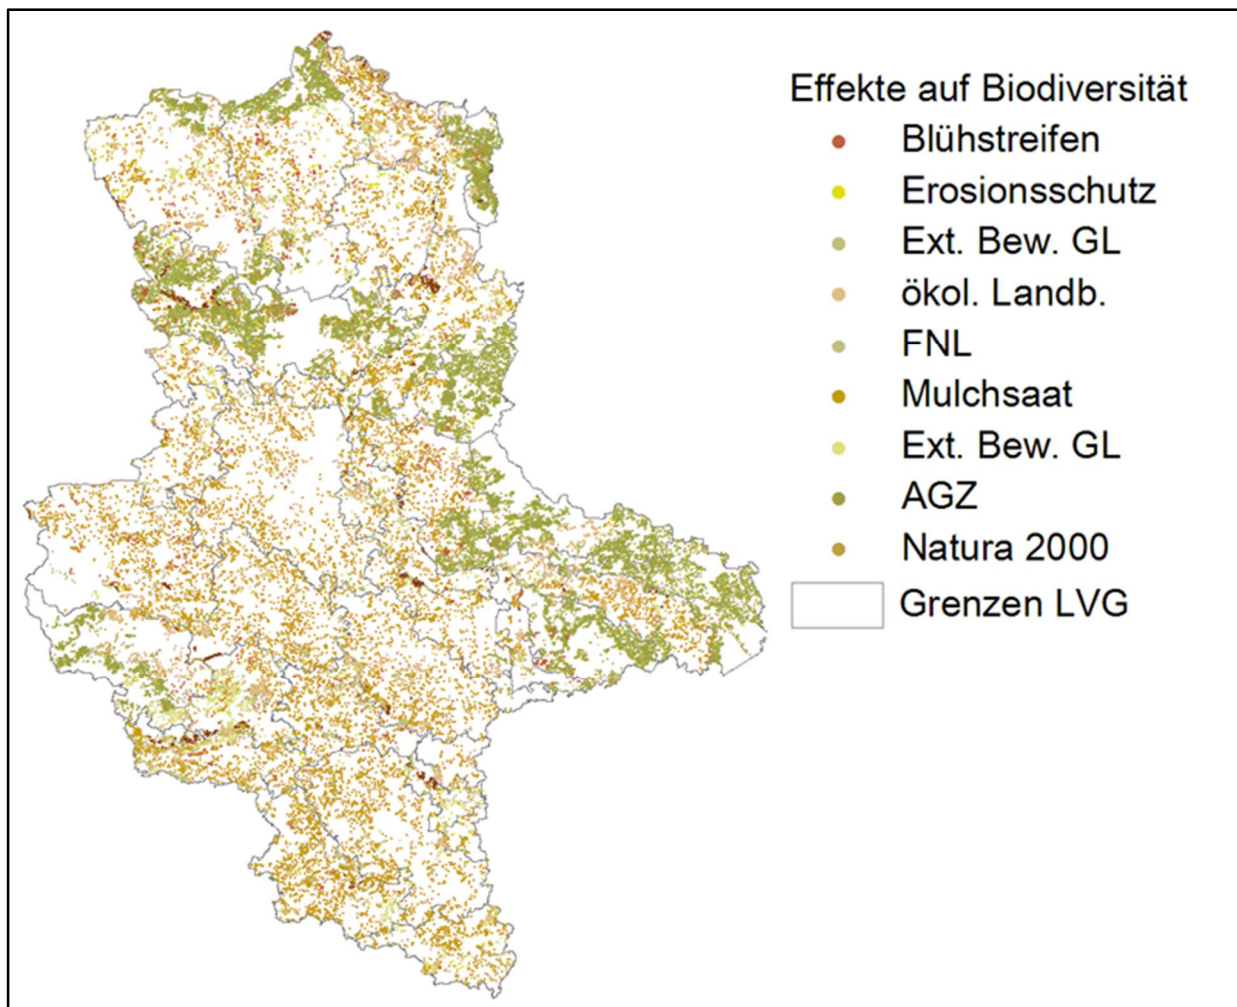 Effekte auf Biodiversität
Blühstreifen
Erosionsschutz
Ext. Bew. GL
ökol. Landb.
FNL
Mulchsaat
Ext. Bew. GL
AGZ
Natura 2000
Grenzen LVG